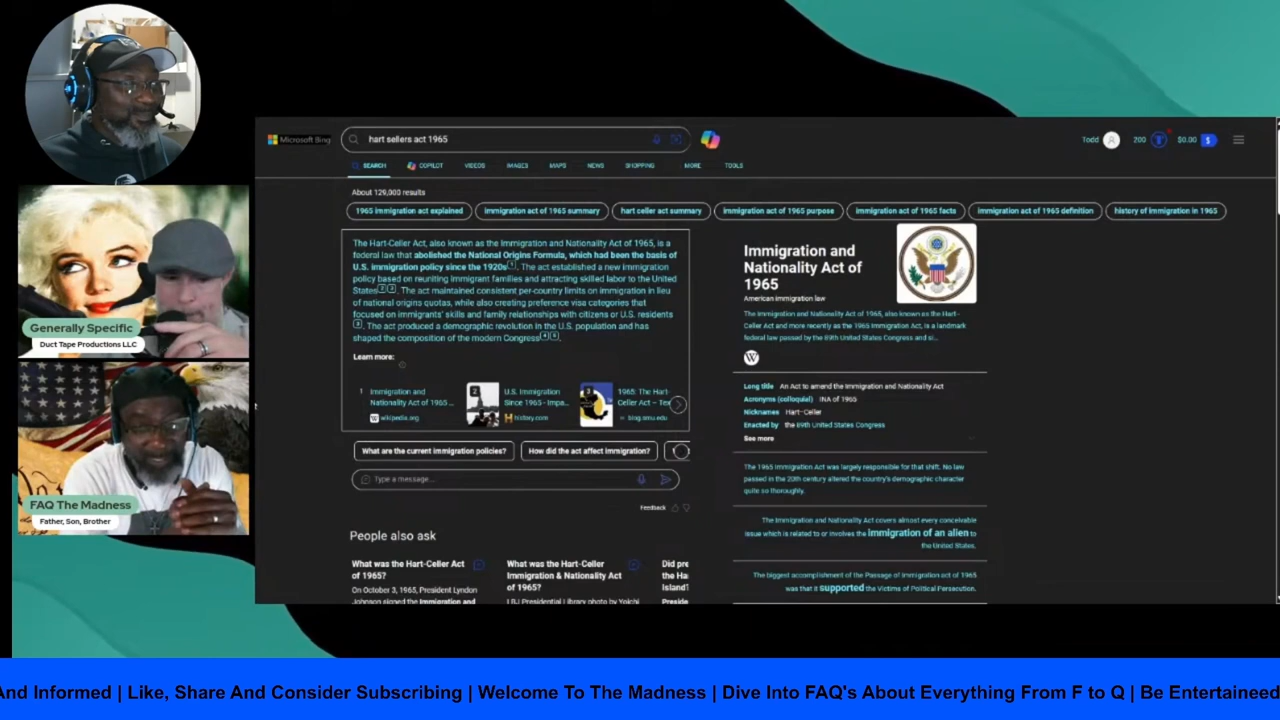 Generally Specific
Duct Tape Productions LLC
FAQ The Madness
Father, Son, Brother
Microsoft Bing
hart sellers act 1965
Todd
200
$0.00
SEARCH
COPILOT
VIDEOS
IMAGES
MAPS
NEWS
SHOPPING
MORE
TOOLS
About 129,000 results
1965 immigration act explained
immigration act of 1965 summary
hart celler act summary
immigration act of 1965 purpose
immigration act of 1965 facts
immigration act of 1965 definition
history of immigration in 1965
The Hart-Celler Act, also known as the Immigration and Nationality Act of 1965, is a
federal law that abolished the National Origins Formula, which had been the basis of
U.S. immigration policy since the 1920s 1. The act established a new immigration
policy based on reuniting immigrant families and attracting skilled labor to the United
States. The act maintained consistent per-country limits on immigration in lieu
of national origins quotas, while also creating preference visa categories that
focused on immigrants' skills and family relationships with citizens or U.S. residents
. The act produced a demographic revolution in the U.S. population and has
shaped the composition of the modern Congress.
Learn more:
1 Immigration and
Nationality Act of 1965 ...
wikipedia.org
2
U.S. Immigration
Since 1965 - Impa...
history.com
3
1965: The Hart-
Celler Act – Te
blog.smu.edu
What are the current immigration policies?
How did the act affect immigration?
Type a message...
Feedback
People also ask
What was the Hart-Celler Act
of 1965?
On October 3, 1965, President Lyndon
Johnson signed the Immigration and
What was the Hart-Celler
Immigration & Nationality Act
of 1965?
LBJ Presidential Library photo by Yoichi
Did pre
the Ha
Island?
Preside
Immigration and
Nationality Act of
1965
American immigration law
The Immigration and Nationality Act of 1965, also known as the Hart-
Celler Act and more recently as the 1965 Immigration Act, is a landmark
federal law passed by the 89th United States Congress and si...
W
Long title An Act to amend the Immigration and Nationality Act
Acronyms (colloquial) INA of 1965
Nicknames Hart-Celler
Enacted by the 89th United States Congress
See more
The 1965 Immigration Act was largely responsible for that shift. No law
passed in the 20th century altered the country's demographic character
quite so thoroughly.
The Immigration and Nationality Act covers almost every conceivable
issue which is related to or involves the immigration of an alien to
the United States.
The biggest accomplishment of the Passage of Immigration act of 1965
was that it supported the Victims of Political Persecution.
And Informed | Like, Share And Consider Subscribing | Welcome To The Madness | Dive Into FAQ's About Everything From F to Q | Be Entertaineed